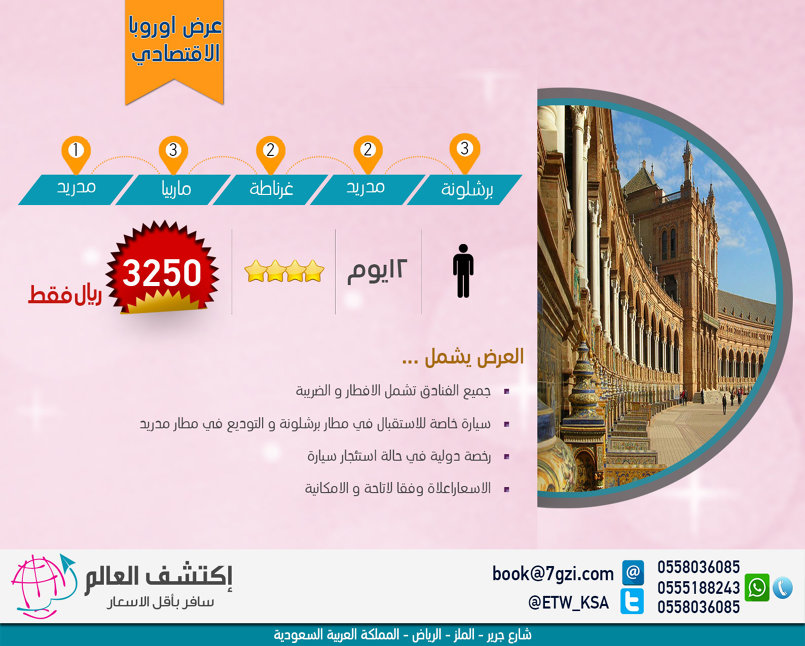 عرض اوروبا
الاقتصادي
3 2 2 3 1
برشلونة مدريد غرناطة ماربيا مدريد
١٢يوم
3250
ريال فقط
العرض يشمل ...
جميع الفنادق تشمل الافطار و الضريبة
سيارة خاصة للاستقبال في مطار برشلونة و التوديع في مطار مدريد
رخصة دولية في حالة استئجار سيارة
الاسعاراعلاة وفقا لاتاحة و الامكانية
إكتشف العالم
سافر بأقل الاسعار
book@7gzi.com
@ETW_KSA
@
0558036085
0555188243
0558036085
شارع جرير - الملز - الرياض - المملكة العربية السعودية